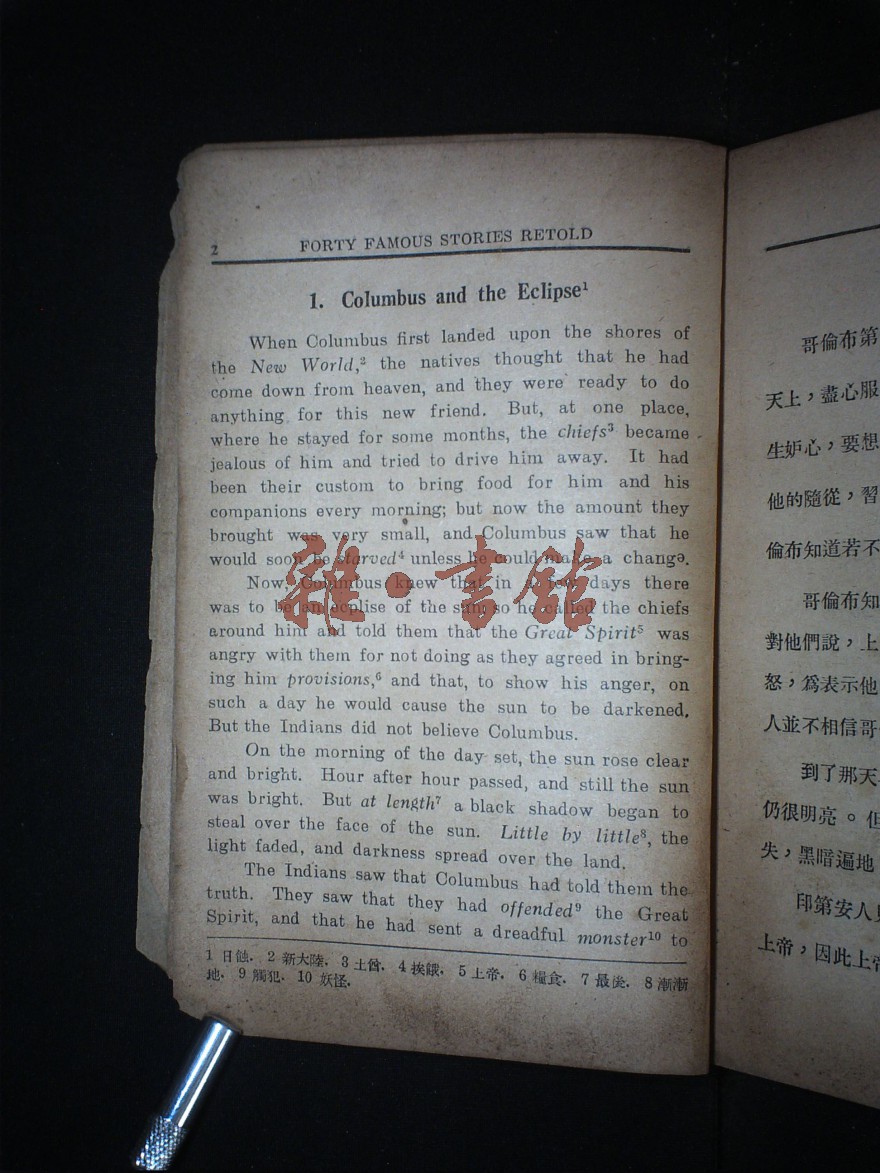 2 FORTY FAMOUS STORIES RETOLD
1. Columbus and the Eclipse¹
When Columbus first landed upon the shores of
the New World,² the natives thought that he had
come down from heaven, and they were ready to do
anything for this new friend. But, at one place,
where he stayed for some months, the chiefs³ became
jealous of him and tried to drive him away. It had
been their custom to bring food for him and his
companions every morning; but now the amount they
brought was very small, and Columbus saw that he
would soon be starved⁴ unless he could make a change.
Now, Columbus knew that in a few days there
was to be an ecplise of the sun; so he called the chiefs
around him and told them that the Great Spirit⁵ was
angry with them for not doing as they agreed in bring-
ing him provisions,⁶ and that, to show his anger, on
such a day he would cause the sun to be darkened.
But the Indians did not believe Columbus.
On the morning of the day set, the sun rose clear
and bright. Hour after hour passed, and still the sun
was bright. But at length⁷ a black shadow began to
steal over the face of the sun. Little by little⁸, the
light faded, and darkness spread over the land.
The Indians saw that Columbus had told them the
truth. They saw that they had offended⁹ the Great
Spirit, and that he had sent a dreadful monster¹⁰ to
1 日蝕. 2 新大陸. 3 土酋. 4 挨餓. 5 上帝. 6 糧食. 7 最後. 8 漸漸
地. 9 觸犯. 10 妖怪.
雜·書館
哥倫布第
天上，盡心服
生妒心，要想
他的隨從，習
倫布知道若不
哥倫布知
對他們說，上
怒，爲表示他
人並不相信哥
到了那天
仍很明亮。但
失，黑暗遍地
印第安人
上帝，因此上帝